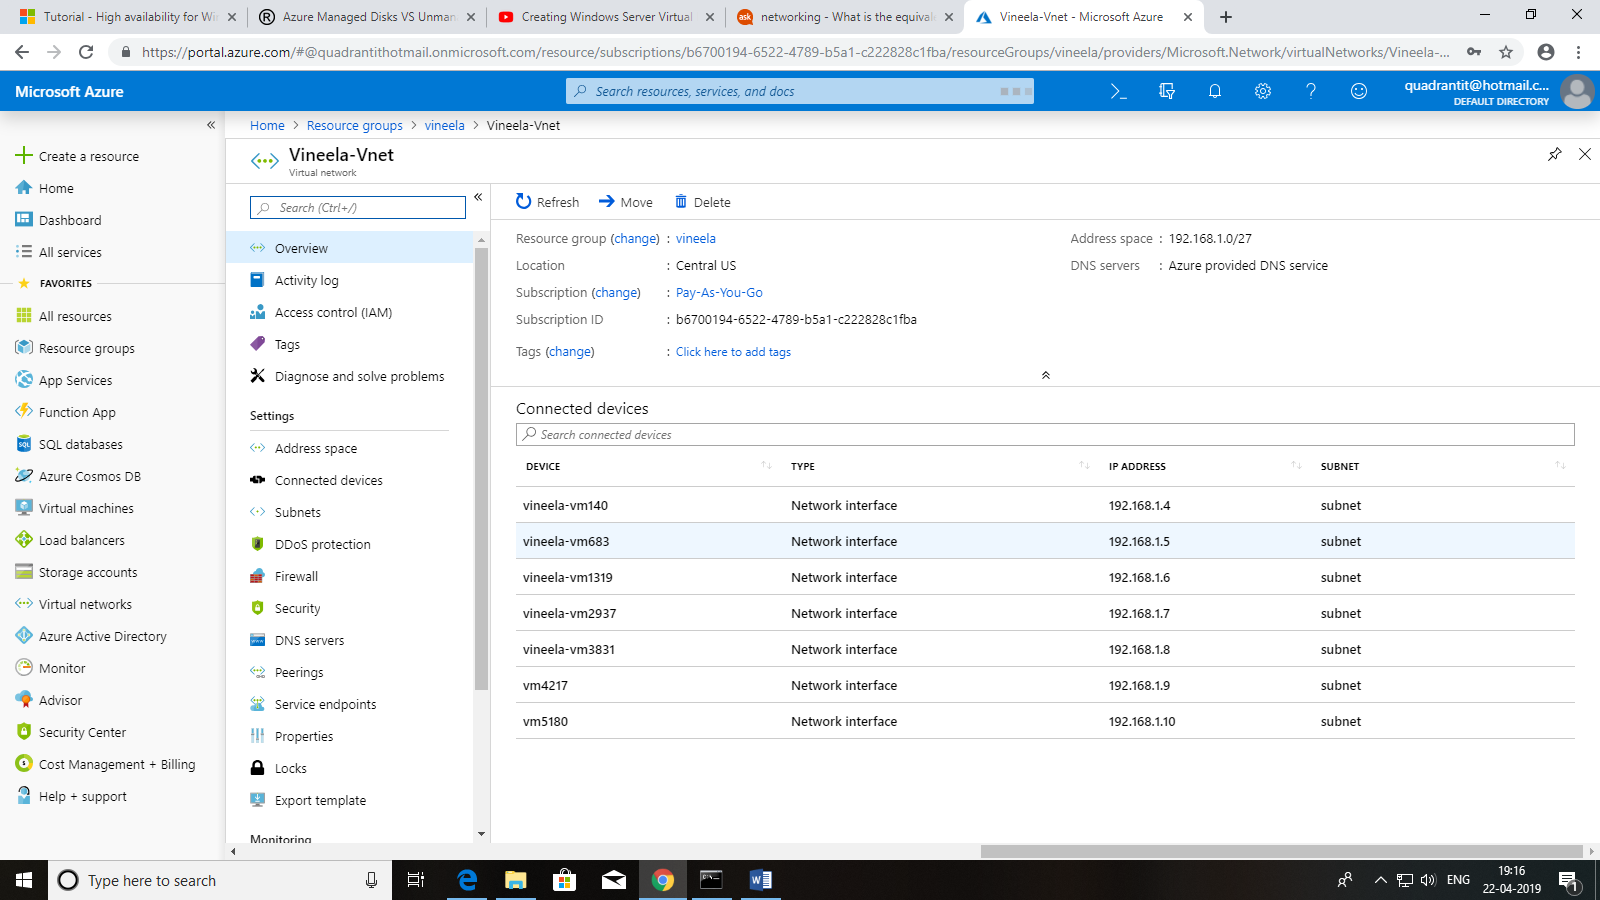 Tutorial - High availability for Wi
Azure Managed Disks VS Unman
Creating Windows Server Virtual
networking - What is the equival
Vineela-Vnet - Microsoft Azure
https://portal.azure.com/#@quadrantithotmail.onmicrosoft.com/resource/subscriptions/b6700194-6522-4789-b5a1-c222828c1fba/resourceGroups/vineela/providers/Microsoft.Network/virtualNetworks/Vineela-...
Microsoft Azure
Search resources, services, and docs
quadrantit@hotmail.c...
DEFAULT DIRECTORY
Create a resource
Home
Dashboard
All services
FAVORITES
All resources
Resource groups
App Services
Function App
SQL databases
Azure Cosmos DB
Virtual machines
Load balancers
Storage accounts
Virtual networks
Azure Active Directory
Monitor
Advisor
Security Center
Cost Management + Billing
Help + support
Home > Resource groups > vineela > Vineela-Vnet
Vineela-Vnet
Virtual network
Search (Ctrl+/)
Overview
Activity log
Access control (IAM)
Tags
Diagnose and solve problems
Settings
Address space
Connected devices
Subnets
DDoS protection
Firewall
Security
DNS servers
Peerings
Service endpoints
Properties
Locks
Export template
Monitoring
Refresh Move Delete
Resource group (change) : vineela
Location : Central US
Subscription (change) : Pay-As-You-Go
Subscription ID : b6700194-6522-4789-b5a1-c222828c1fba
Tags (change) : Click here to add tags
Address space : 192.168.1.0/27
DNS servers : Azure provided DNS service
Connected devices
Search connected devices
DEVICE TYPE IP ADDRESS SUBNET
vineela-vm140 Network interface 192.168.1.4 subnet
vineela-vm683 Network interface 192.168.1.5 subnet
vineela-vm1319 Network interface 192.168.1.6 subnet
vineela-vm2937 Network interface 192.168.1.7 subnet
vineela-vm3831 Network interface 192.168.1.8 subnet
vm4217 Network interface 192.168.1.9 subnet
vm5180 Network interface 192.168.1.10 subnet
Type here to search
ENG
19:16
22-04-2019
1